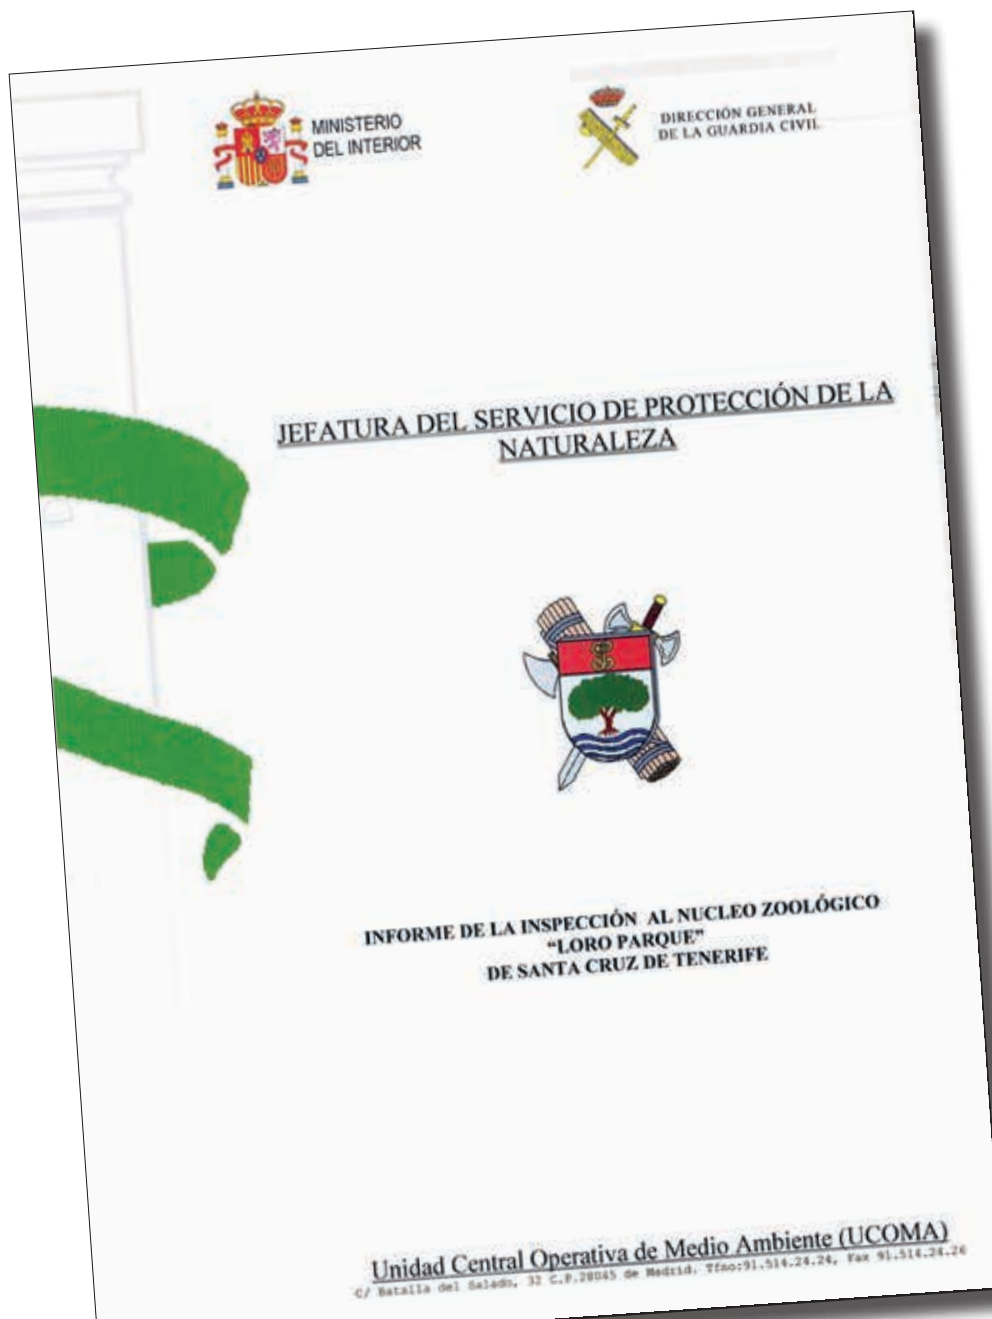 MINISTERIO
DEL INTERIOR
DIRECCIÓN GENERAL
DE LA GUARDIA CIVIL
JEFATURA DEL SERVICIO DE PROTECCIÓN DE LA
NATURALEZA
INFORME DE LA INSPECCIÓN AL NUCLEO ZOOLÓGICO
“LORO PARQUE”
DE SANTA CRUZ DE TENERIFE
Unidad Central Operativa de Medio Ambiente (UCOMA)
C/ Batalla del Salado, 32 C.P.28045 de Madrid. Tfno:91.514.24.24, Fax 91.514.24.26